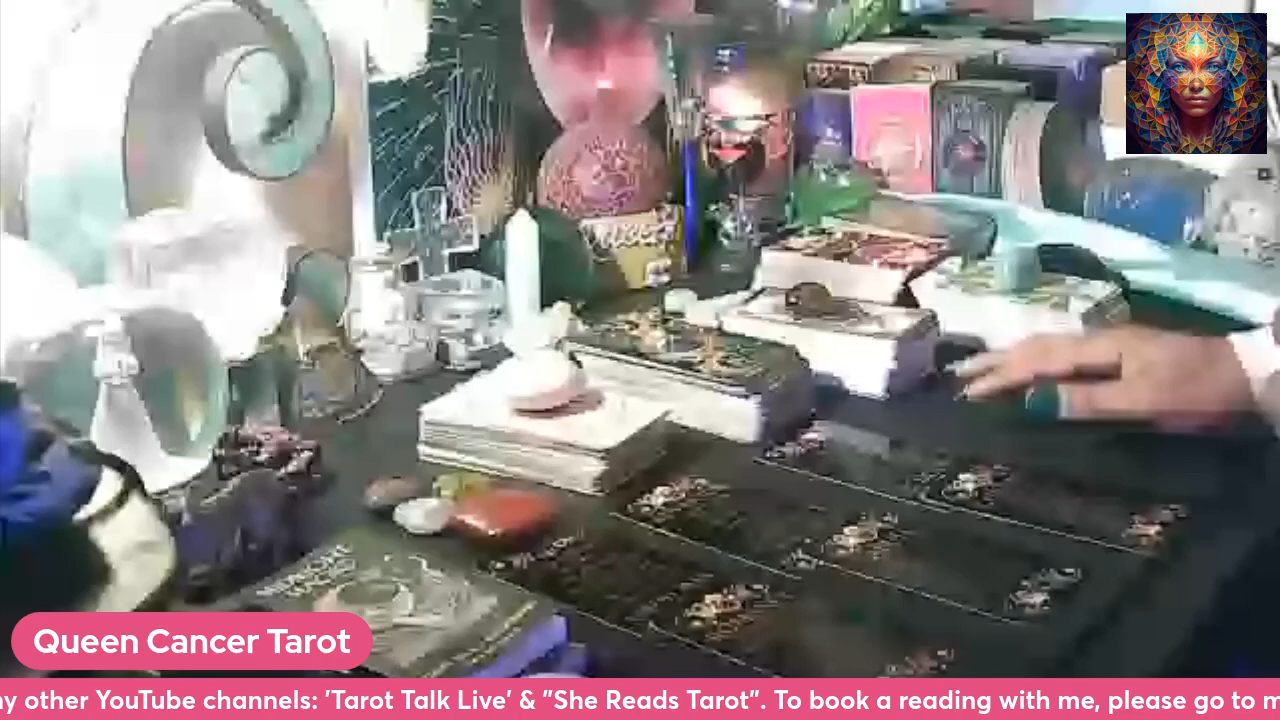 Queen Cancer Tarot
ny other YouTube channels: 'Tarot Talk Live' & "She Reads Tarot". To book a reading with me, please go to m